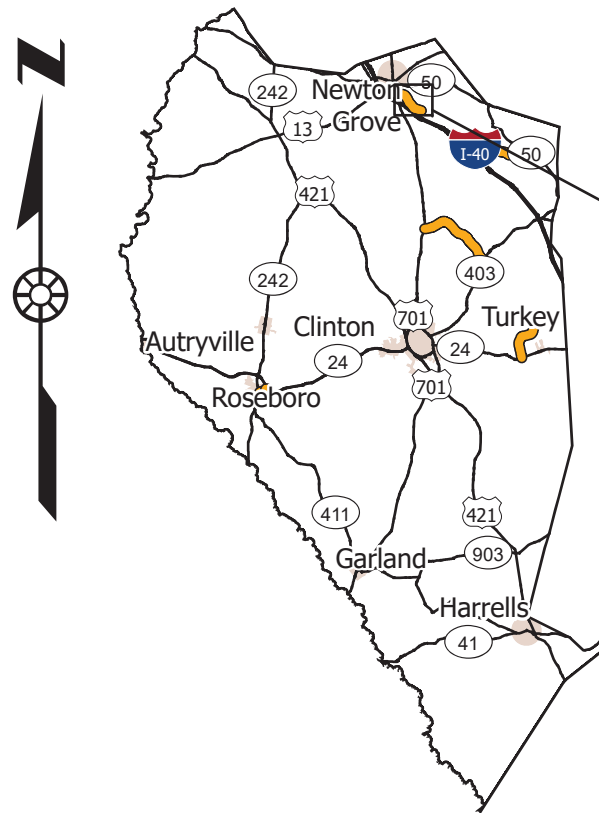 N
50
242
Newton
Grove
13
I-40
50
421
242
403
701
Turkey
Clinton
Autryville
24
24
701
Roseboro
411
421
903
Garland
Harrells
41